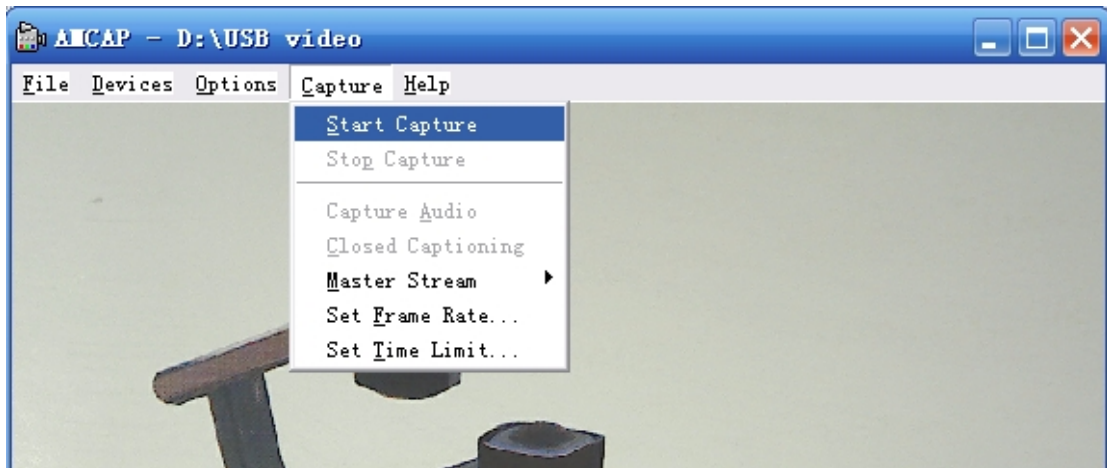 AMCAP - D:\USB video
File Devices Options Capture Help
Start Capture
Stop Capture
Capture Audio
Closed Captioning
Master Stream
Set Frame Rate...
Set Time Limit...